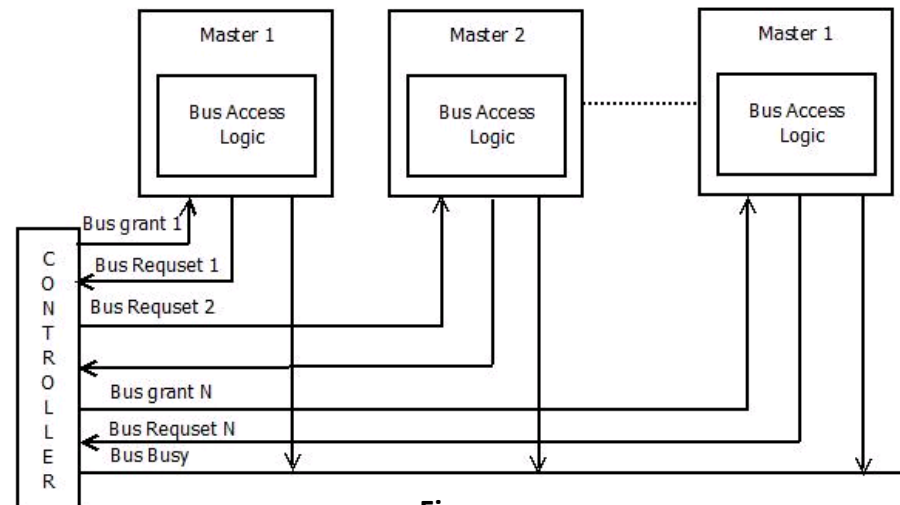 Master 1
Bus Access
Logic
Master 2
Bus Access
Logic
Master 1
Bus Access
Logic
CONTROLLER
Bus grant 1
Bus Requset 1
Bus Requset 2
Bus grant N
Bus Requset N
Bus Busy